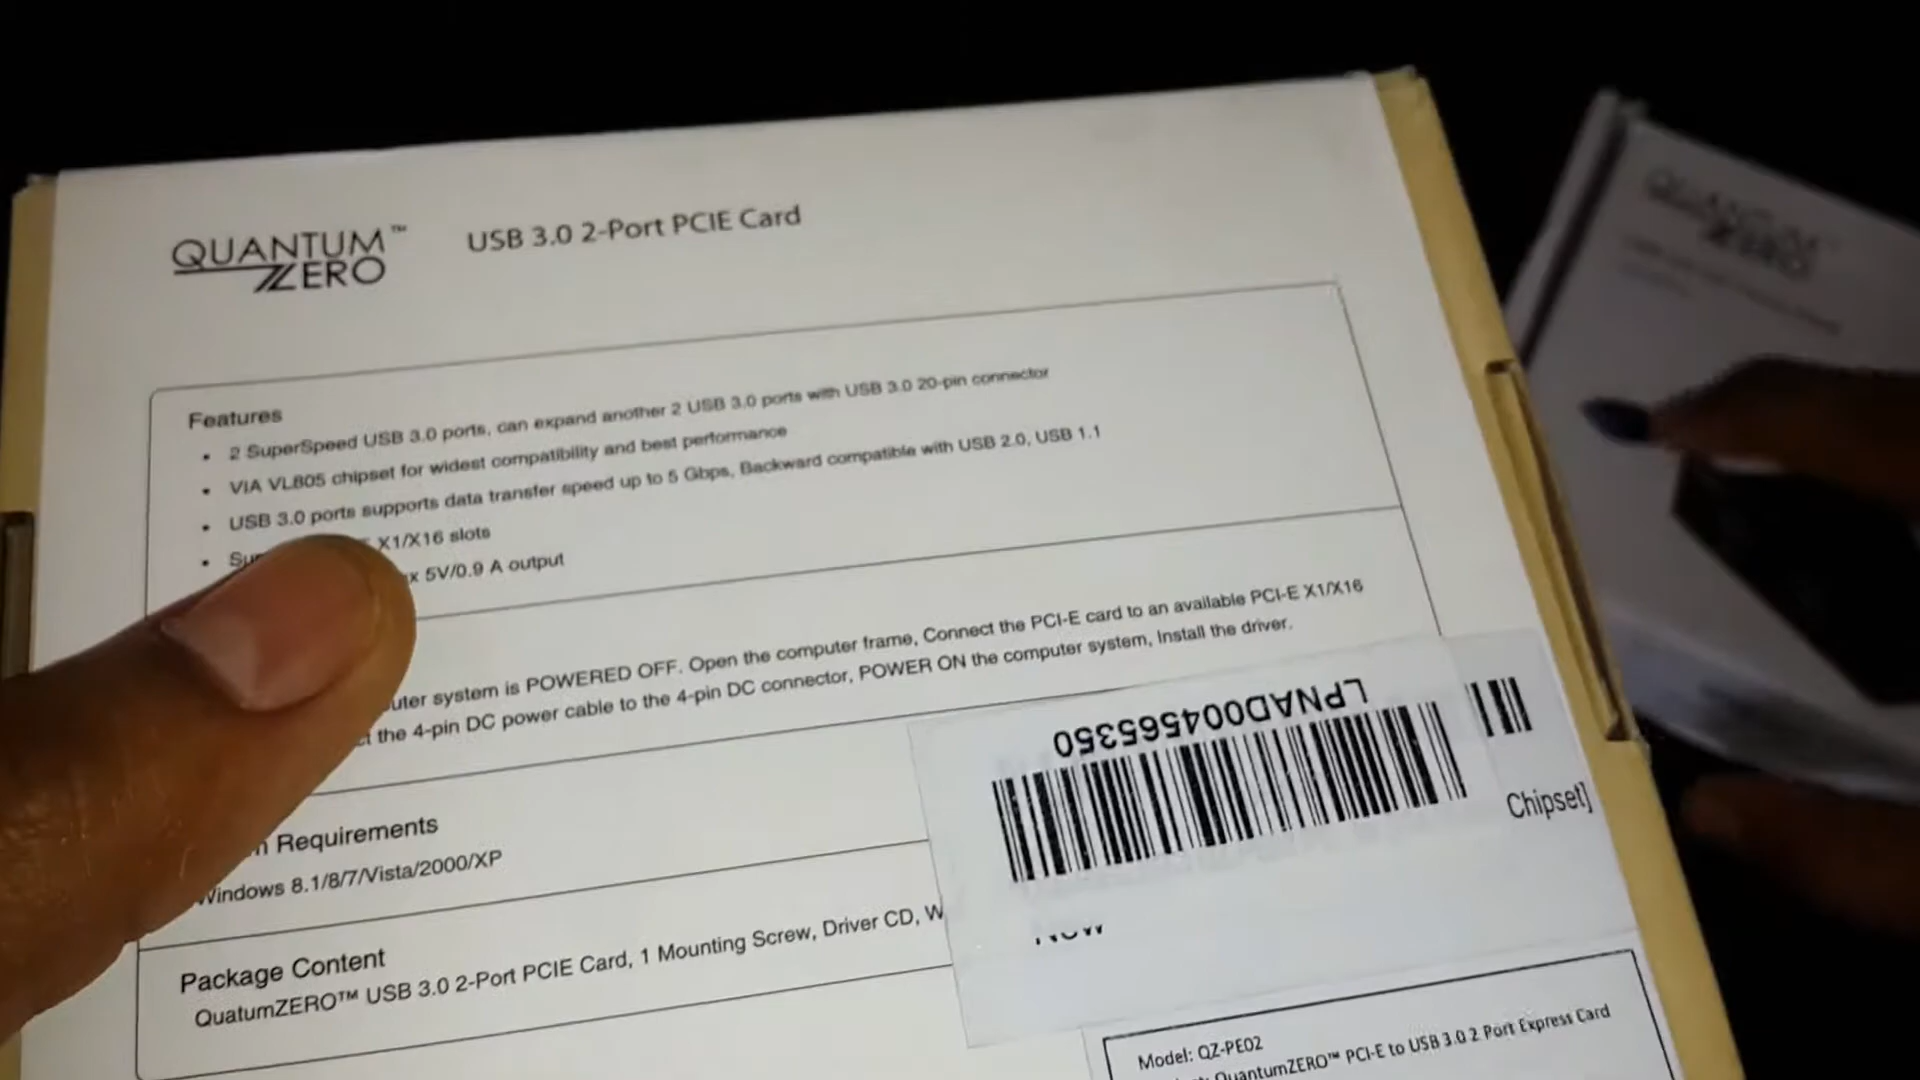 QUANTUM™
ZERO
USB 3.0 2-Port PCIE Card
Features
• 2 SuperSpeed USB 3.0 ports, can expand another 2 USB 3.0 ports with USB 3.0 20-pin connector
• VIA VL805 chipset for widest compatibility and best performance
• USB 3.0 ports supports data transfer speed up to 5 Gbps, Backward compatible with USB 2.0, USB 1.1
• X1/X16 slots
5V/0.9 A output
system is POWERED OFF. Open the computer frame, Connect the PCI-E card to an available PCI-E X1/X16
the 4-pin DC power cable to the 4-pin DC connector, POWER ON the computer system, Install the driver.
LPNAD004565350
Chipset]
Requirements
Windows 8.1/8/7/Vista/2000/XP
Package Content
QuatumZERO™ USB 3.0 2-Port PCIE Card, 1 Mounting Screw, Driver CD, W
Model: QZ-PE02
QuantumZERO™ PCI-E to USB 3.0 2 Port Express Card
QUANTUM
ZERO